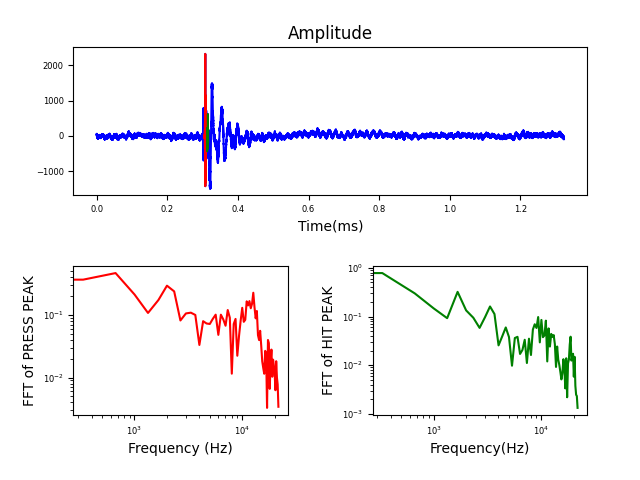 Amplitude
2000
1000
0
−1000
0.0 0.2 0.4 0.6 0.8 1.0 1.2
Time(ms)
FFT of PRESS PEAK
10⁻¹
10⁻²
10³ 10⁴
Frequency (Hz)
FFT of HIT PEAK
10⁰
10⁻¹
10⁻²
10⁻³
10³ 10⁴
Frequency(Hz)